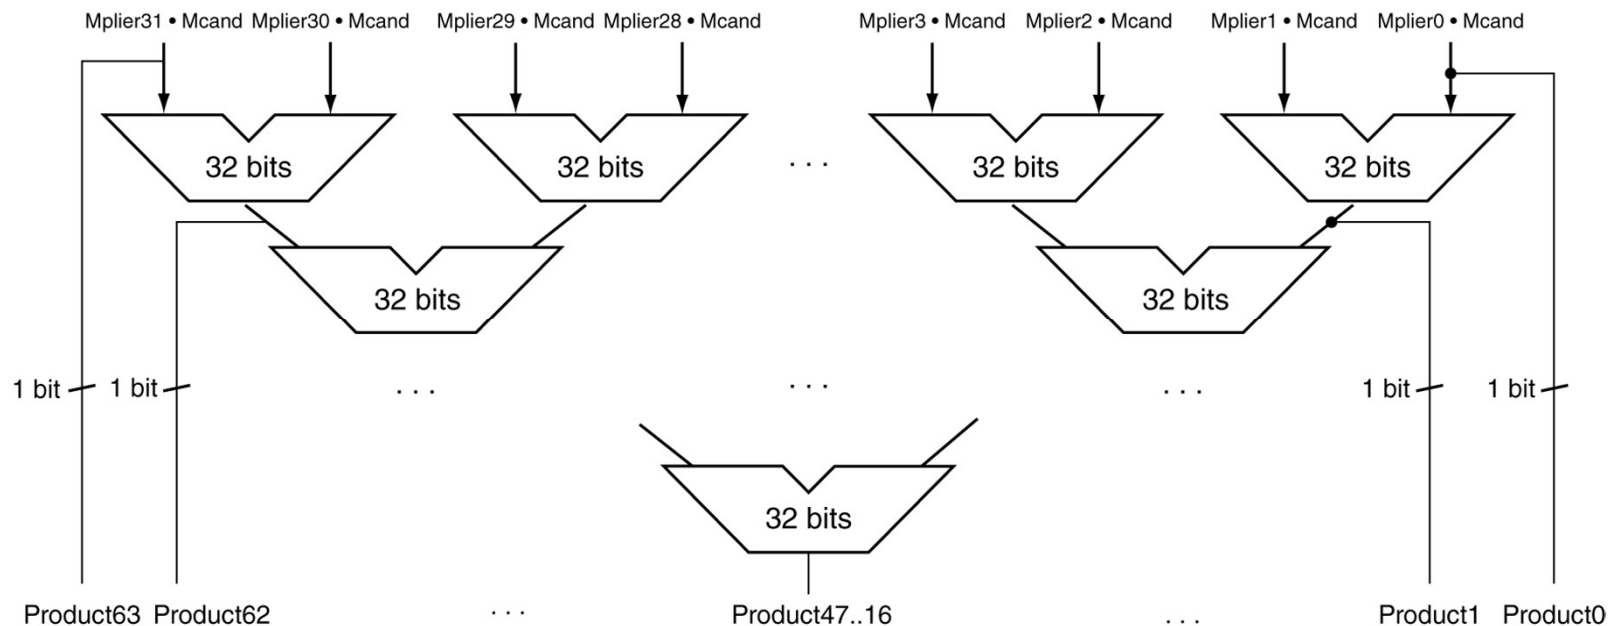 Mplier31 • Mcand Mplier30 • Mcand Mplier29 • Mcand Mplier28 • Mcand Mplier3 • Mcand Mplier2 • Mcand Mplier1 • Mcand Mplier0 • Mcand
32 bits 32 bits . . . 32 bits 32 bits
32 bits 32 bits
1 bit 1 bit . . . . . . . . . 1 bit 1 bit
32 bits
Product63 Product62 . . . Product47..16 . . . Product1 Product0